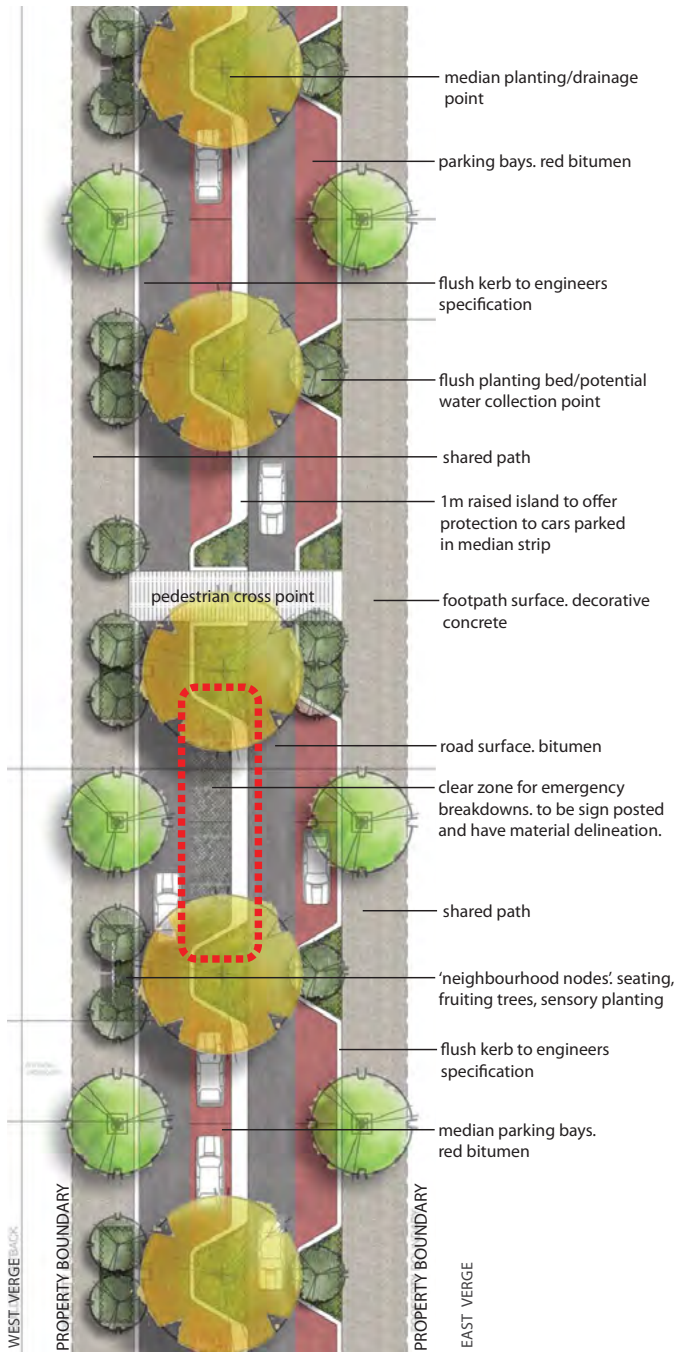 median planting/drainage
point
parking bays. red bitumen
flush kerb to engineers
specification
flush planting bed/potential
water collection point
shared path
1m raised island to offer
protection to cars parked
in median strip
pedestrian cross point
footpath surface. decorative
concrete
road surface. bitumen
clear zone for emergency
breakdowns. to be sign posted
and have material delineation.
shared path
‘neighbourhood nodes’. seating,
fruiting trees, sensory planting
flush kerb to engineers
specification
median parking bays.
red bitumen
WEST VERGE
BACK
PROPERTY BOUNDARY
PROPERTY BOUNDARY
EAST VERGE